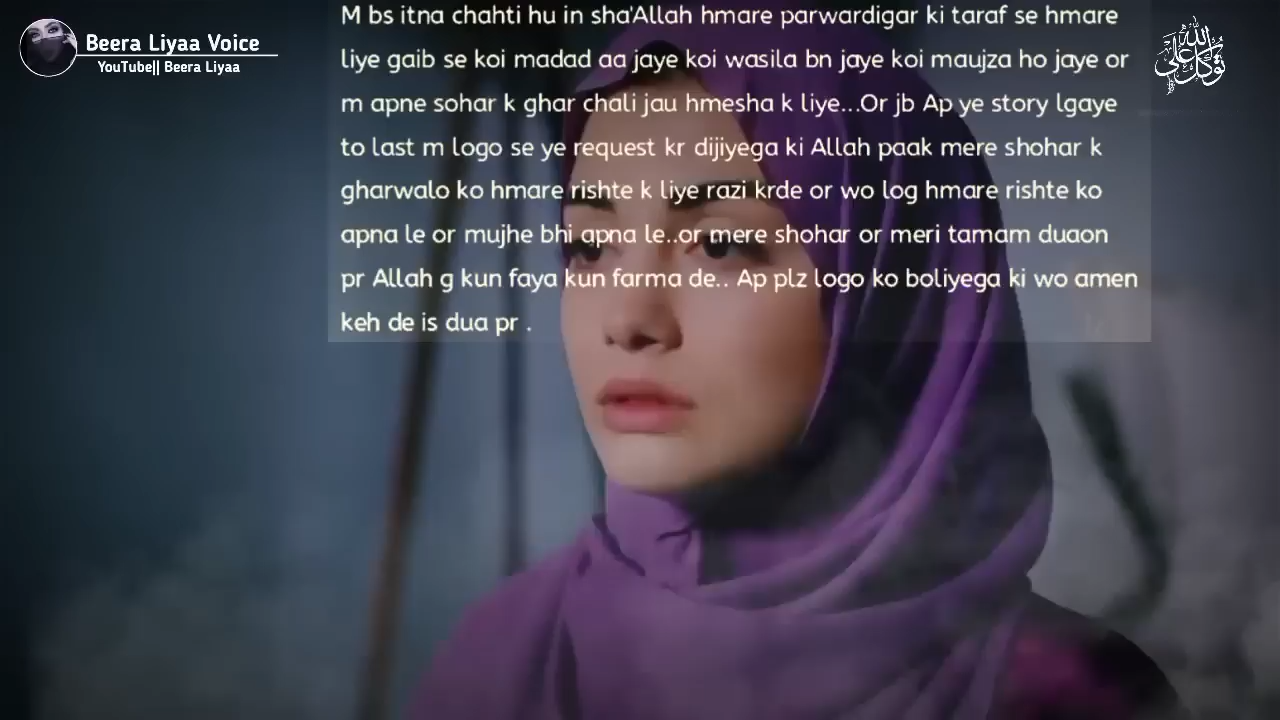 Beera Liyaa Voice
YouTube|| Beera Liyaa
M bs itna chahti hu in sha'Allah hmare parwardigar ki taraf se hmare
liye gaib se koi madad aa jaye koi wasila bn jaye koi maujza ho jaye or
m apne sohar k ghar chali jau hmesha k liye...Or jb Ap ye story lgaye
to last m logo se ye request kr dijiyega ki Allah paak mere shohar k
gharwalo ko hmare rishte k liye razi krde or wo log hmare rishte ko
apna le or mujhe bhi apna le..or mere shohar or meri tamam duaon
pr Allah g kun faya kun farma de.. Ap plz logo ko boliyega ki wo amen
keh de is dua pr .
توكل على الله